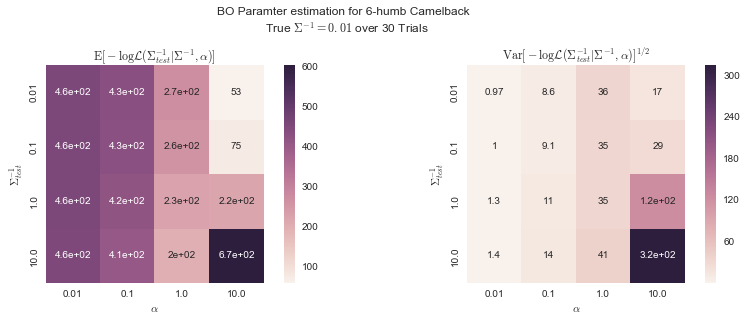 BO Paramter estimation for 6-humb Camelback
True Σ⁻¹ = 0.01 over 30 Trials
E[− log ℒ(Σ⁻¹_test|Σ⁻¹, α)]
0.01 4.6e+02 4.3e+02 2.7e+02 53
0.1 4.6e+02 4.3e+02 2.6e+02 75
1.0 4.6e+02 4.2e+02 2.3e+02 2.2e+02
10.0 4.6e+02 4.1e+02 2e+02 6.7e+02
Σ⁻¹_test
0.01 0.1 1.0 10.0
α
600
500
400
300
200
100
Var[− log ℒ(Σ⁻¹_test|Σ⁻¹, α)]^1/2
0.01 0.97 8.6 36 17
0.1 1 9.1 35 29
1.0 1.3 11 35 1.2e+02
10.0 1.4 14 41 3.2e+02
Σ⁻¹_test
0.01 0.1 1.0 10.0
α
300
240
180
120
60